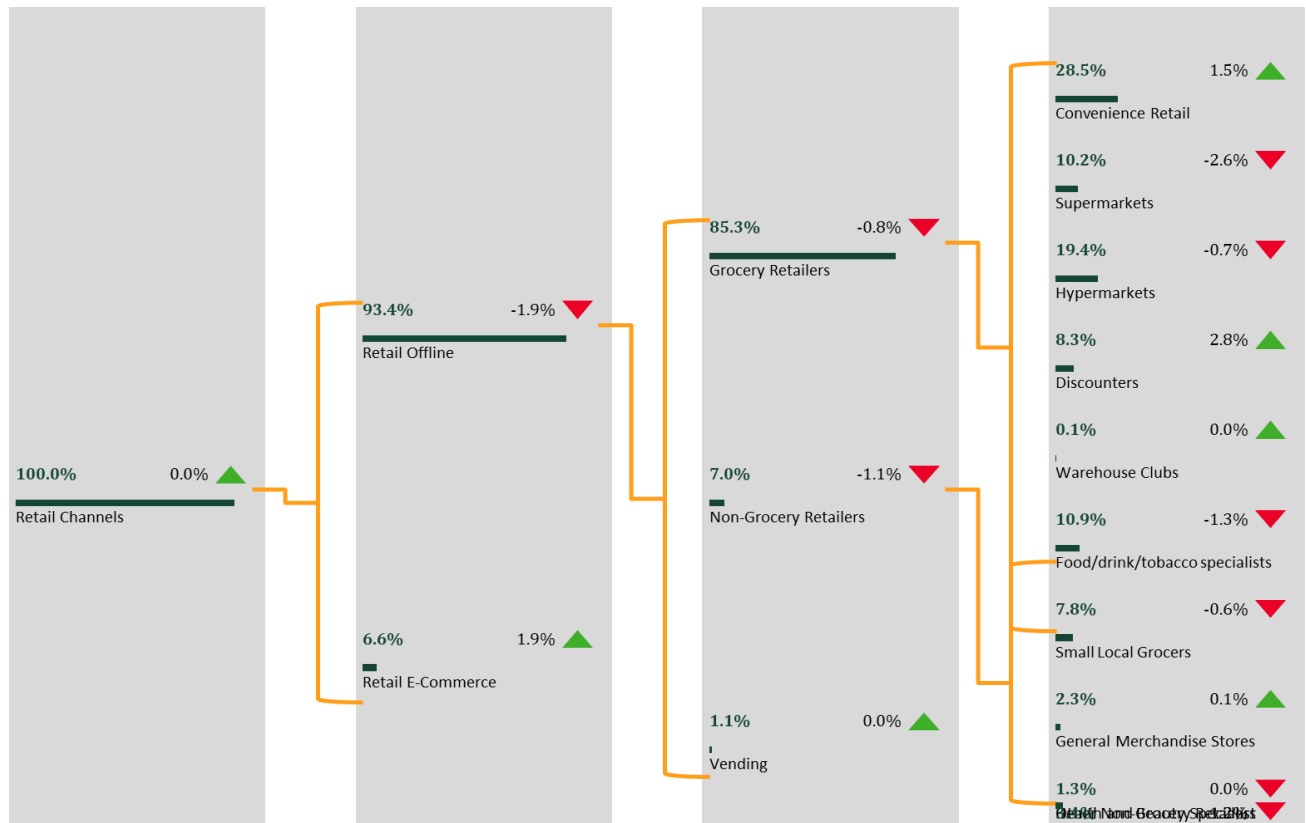 100.0% 0.0%
Retail Channels
93.4% -1.9%
Retail Offline
6.6% 1.9%
Retail E-Commerce
85.3% -0.8%
Grocery Retailers
7.0% -1.1%
Non-Grocery Retailers
1.1% 0.0%
Vending
28.5% 1.5%
Convenience Retail
10.2% -2.6%
Supermarkets
19.4% -0.7%
Hypermarkets
8.3% 2.8%
Discounters
0.1% 0.0%
Warehouse Clubs
10.9% -1.3%
Food/drink/tobacco specialists
7.8% -0.6%
Small Local Grocers
2.3% 0.1%
General Merchandise Stores
1.3% 0.0%